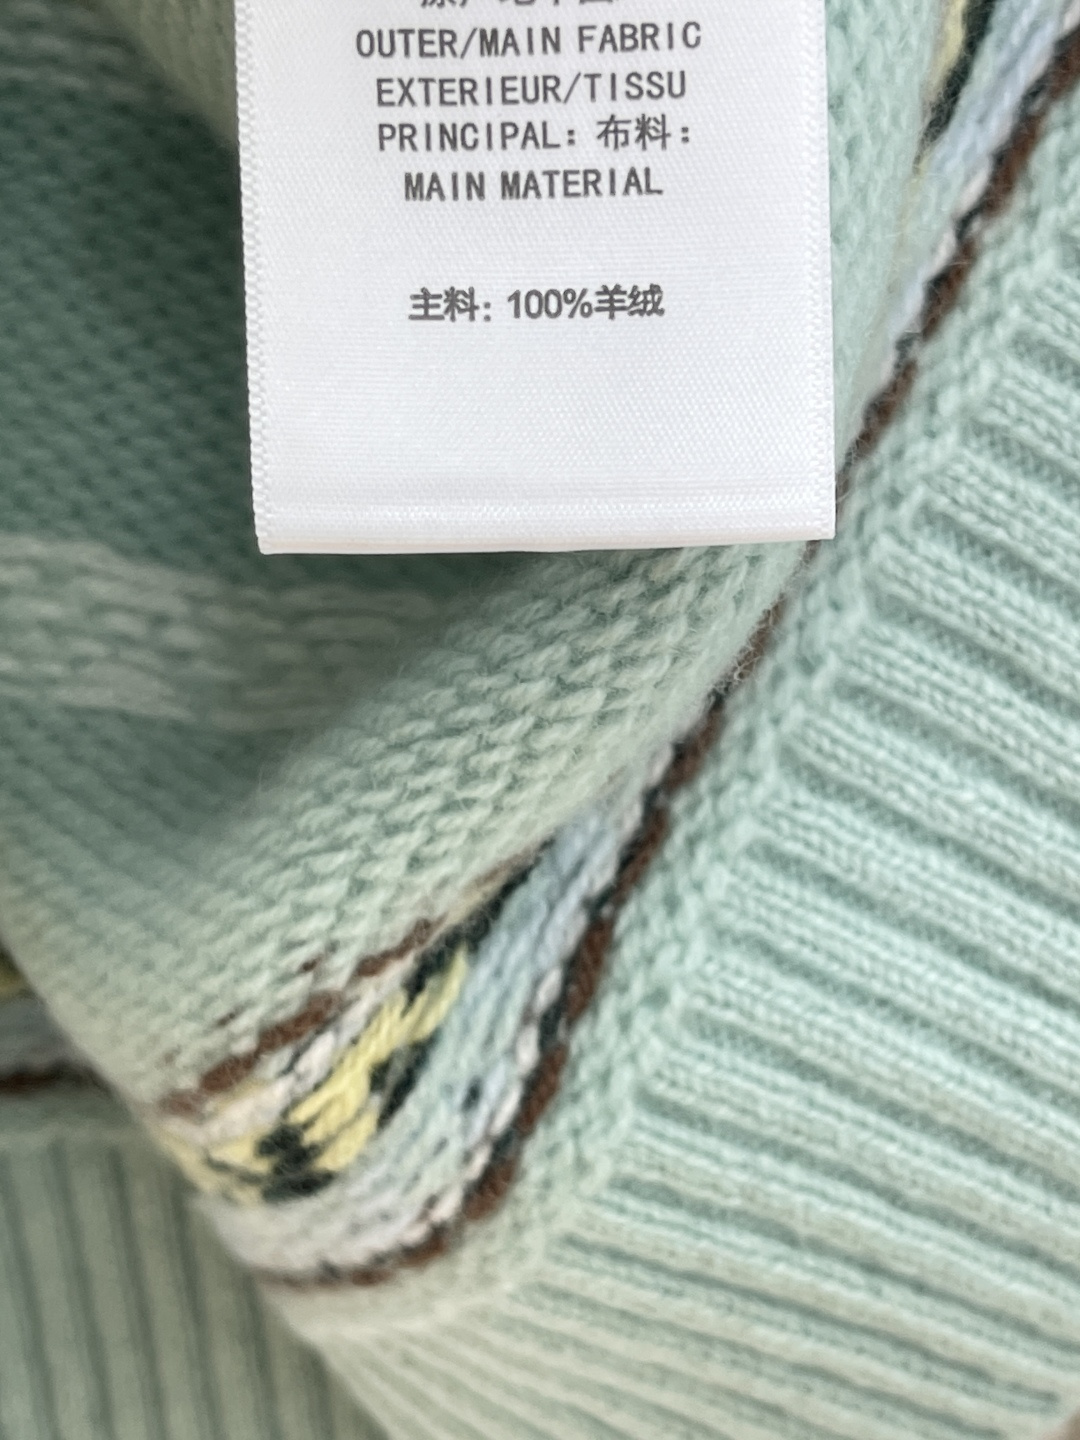 OUTER/MAIN FABRIC
EXTERIEUR/TISSU
PRINCIPAL: 布料:
MAIN MATERIAL
主料: 100%羊绒